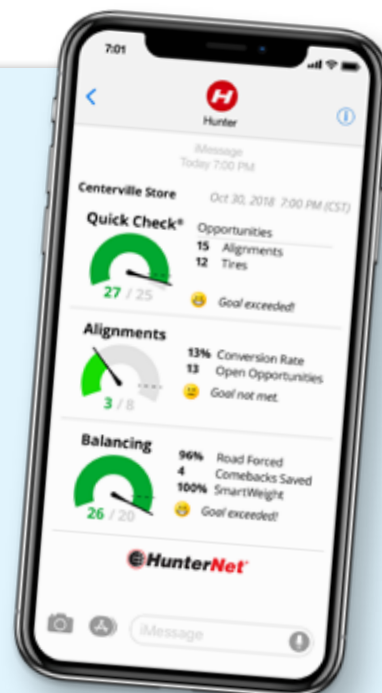 7:01
H
Hunter
iMessage
Today 7:00 PM
Centerville Store Oct 30, 2018 7:00 PM (CST)
Quick Check® Opportunities
15 Alignments
12 Tires
27 / 25
Goal exceeded!
Alignments
13% Conversion Rate
13 Open Opportunities
3 / 8
Goal not met.
Balancing
96% Road Forced
4 Comebacks Saved
100% SmartWeight
26 / 20
Goal exceeded!
HunterNet®
iMessage